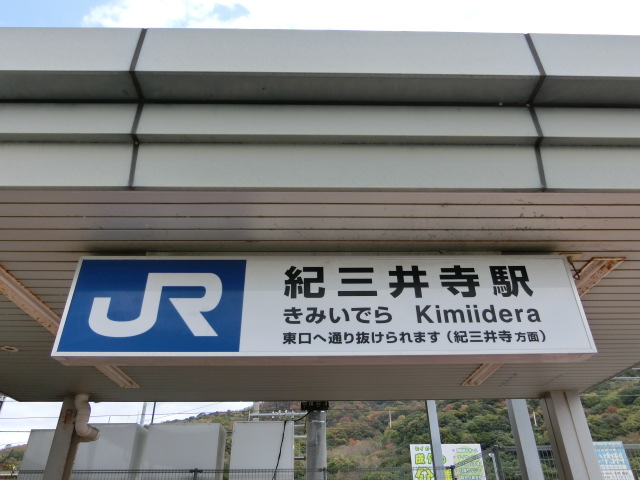 JR
紀三井寺駅
きみいでら Kimiidera
東口へ通り抜けられます(紀三井寺方面)